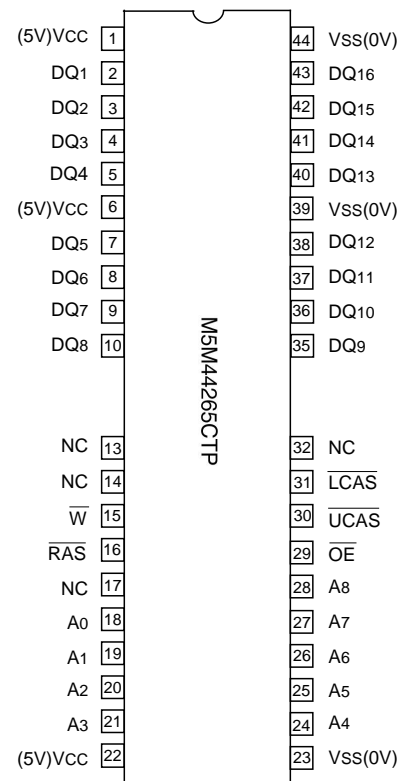 (5V)VCC 1 44 VSS(0V)
DQ1 2 43 DQ16
DQ2 3 42 DQ15
DQ3 4 41 DQ14
DQ4 5 40 DQ13
(5V)VCC 6 39 VSS(0V)
DQ5 7 38 DQ12
DQ6 8 37 DQ11
DQ7 9 36 DQ10
DQ8 10 35 DQ9
M5M44265CTP
NC 13 32 NC
NC 14 31 L̅C̅A̅S̅
W̅ 15 30 U̅C̅A̅S̅
R̅A̅S̅ 16 29 O̅E̅
NC 17 28 A8
A0 18 27 A7
A1 19 26 A6
A2 20 25 A5
A3 21 24 A4
(5V)VCC 22 23 VSS(0V)